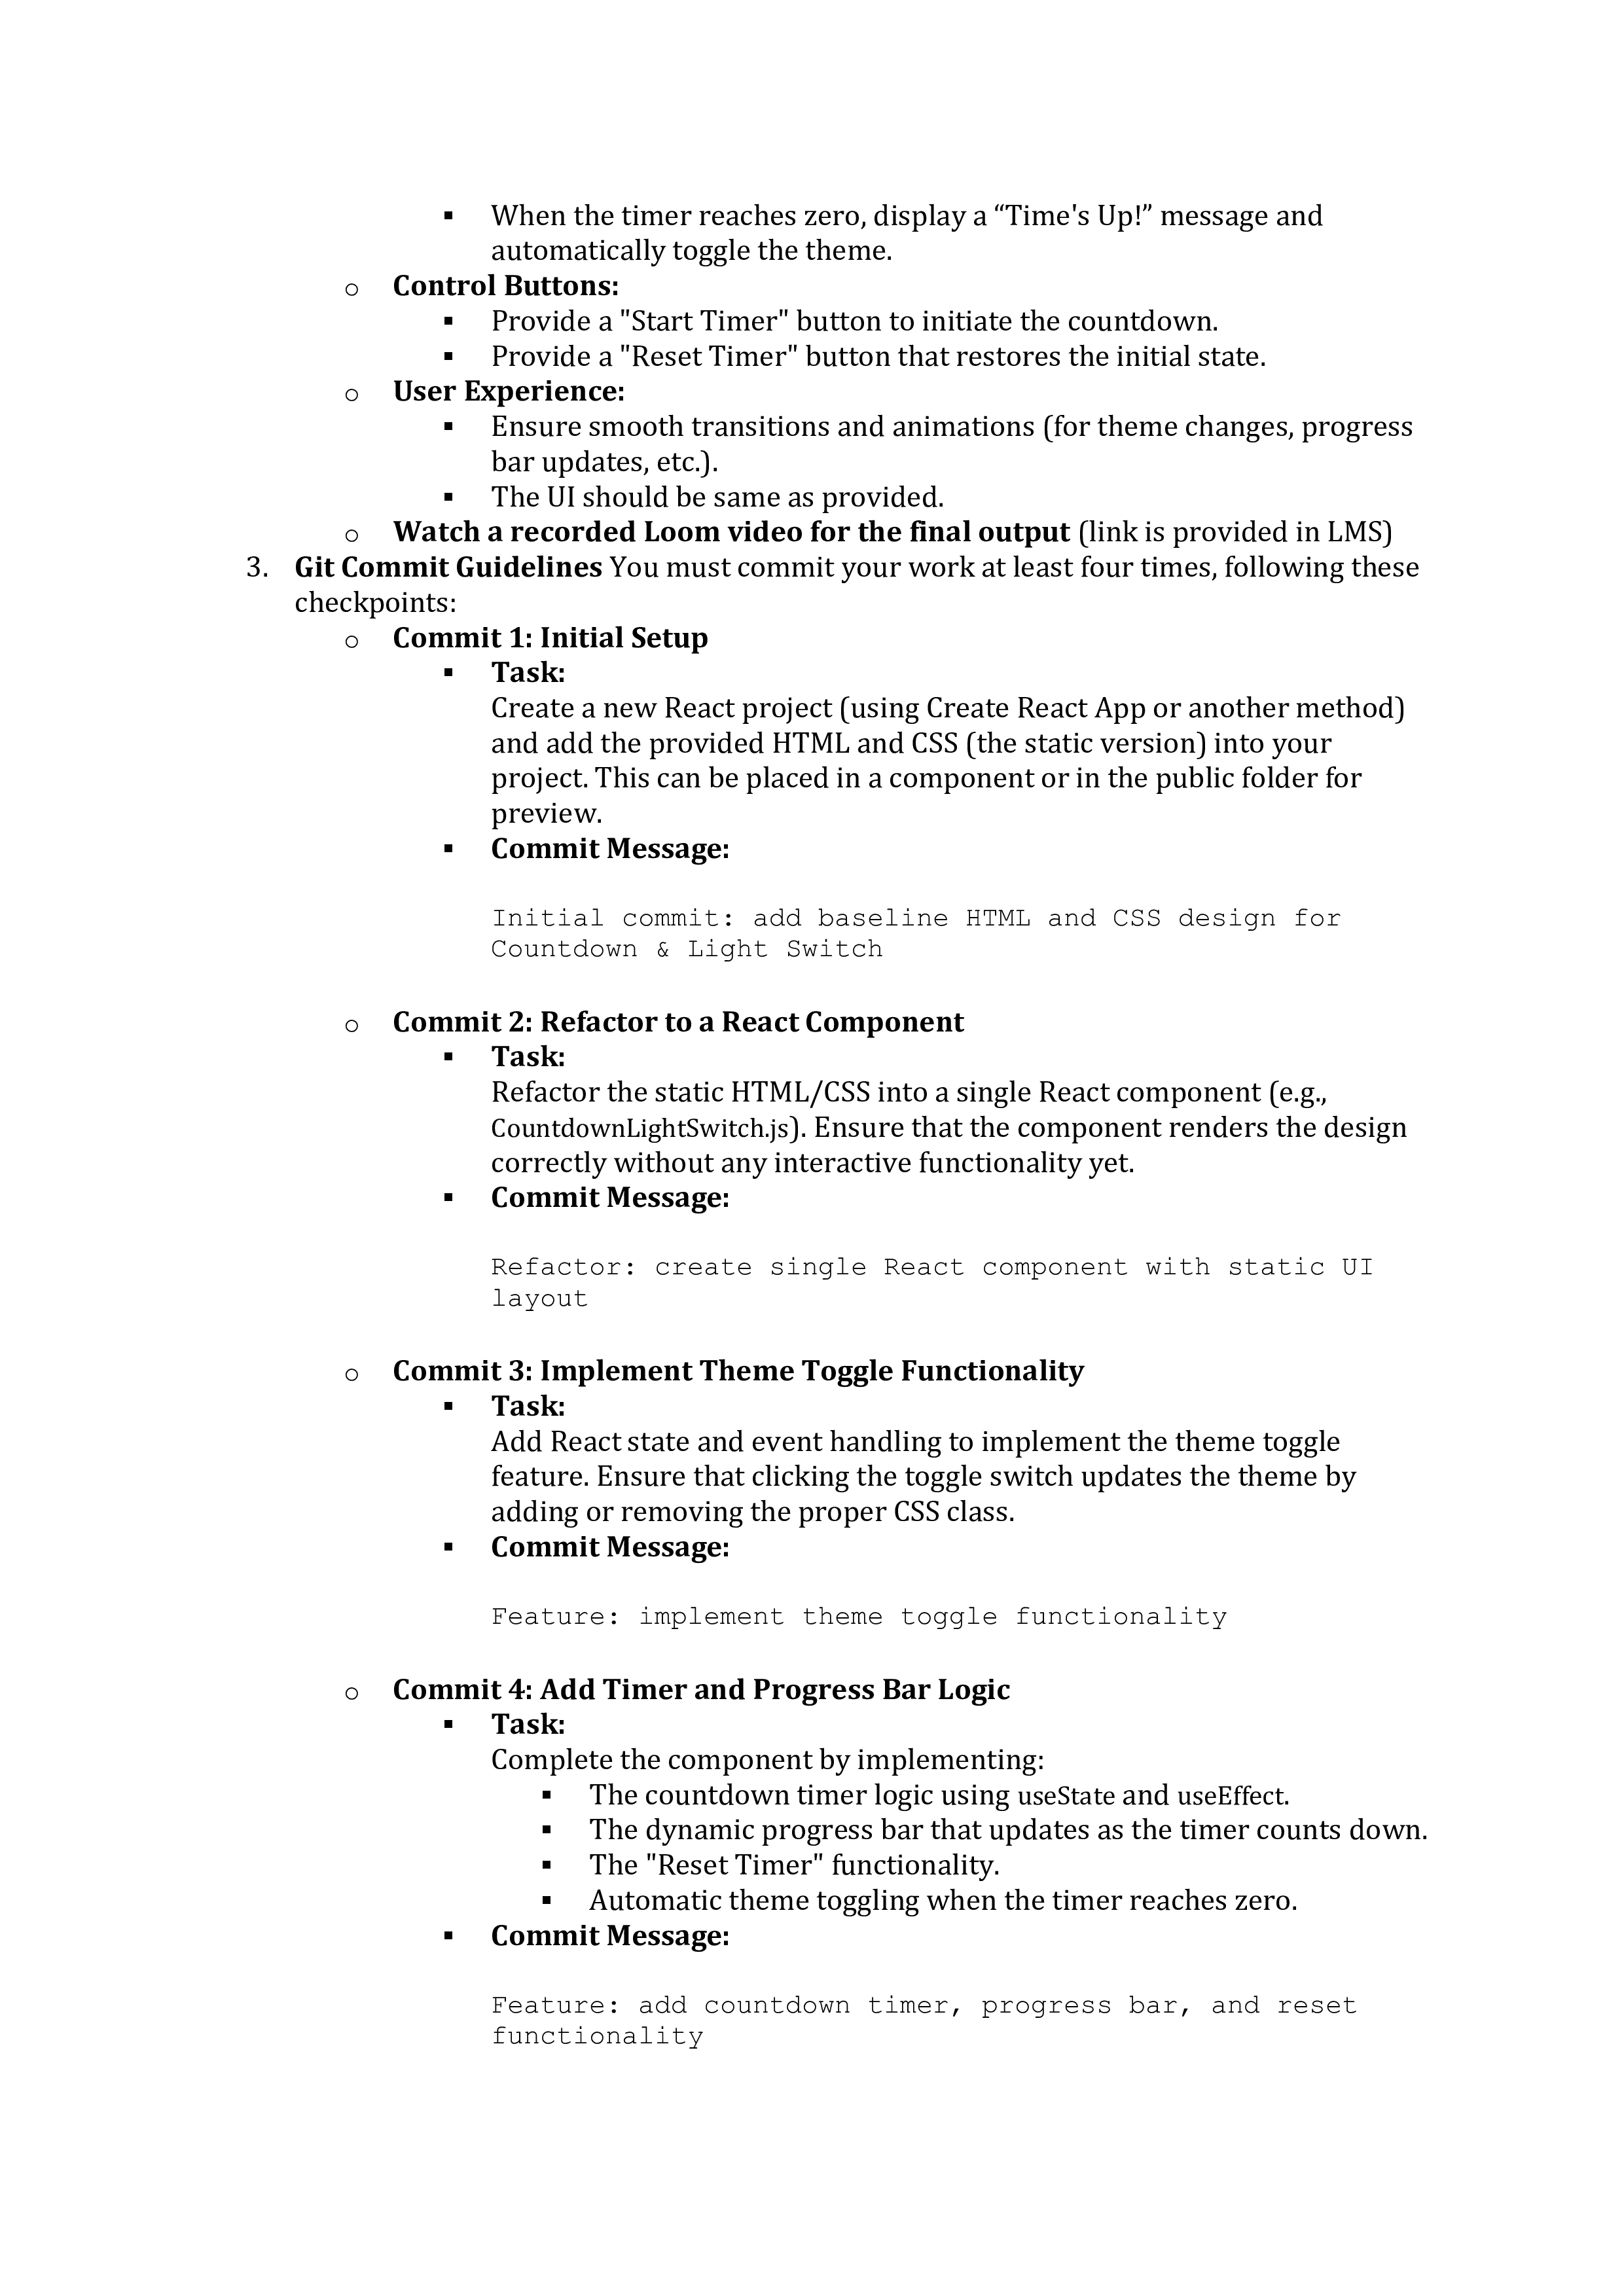 ▪ When the timer reaches zero, display a “Time's Up!” message and
automatically toggle the theme.
o Control Buttons:
▪ Provide a "Start Timer" button to initiate the countdown.
▪ Provide a "Reset Timer" button that restores the initial state.
o User Experience:
▪ Ensure smooth transitions and animations (for theme changes, progress
bar updates, etc.).
▪ The UI should be same as provided.
o Watch a recorded Loom video for the final output (link is provided in LMS)
3. Git Commit Guidelines You must commit your work at least four times, following these
checkpoints:
o Commit 1: Initial Setup
▪ Task:
Create a new React project (using Create React App or another method)
and add the provided HTML and CSS (the static version) into your
project. This can be placed in a component or in the public folder for
preview.
▪ Commit Message:
Initial commit: add baseline HTML and CSS design for
Countdown & Light Switch
o Commit 2: Refactor to a React Component
▪ Task:
Refactor the static HTML/CSS into a single React component (e.g.,
CountdownLightSwitch.js). Ensure that the component renders the design
correctly without any interactive functionality yet.
▪ Commit Message:
Refactor: create single React component with static UI
layout
o Commit 3: Implement Theme Toggle Functionality
▪ Task:
Add React state and event handling to implement the theme toggle
feature. Ensure that clicking the toggle switch updates the theme by
adding or removing the proper CSS class.
▪ Commit Message:
Feature: implement theme toggle functionality
o Commit 4: Add Timer and Progress Bar Logic
▪ Task:
Complete the component by implementing:
▪ The countdown timer logic using useState and useEffect.
▪ The dynamic progress bar that updates as the timer counts down.
▪ The "Reset Timer" functionality.
▪ Automatic theme toggling when the timer reaches zero.
▪ Commit Message:
Feature: add countdown timer, progress bar, and reset
functionality